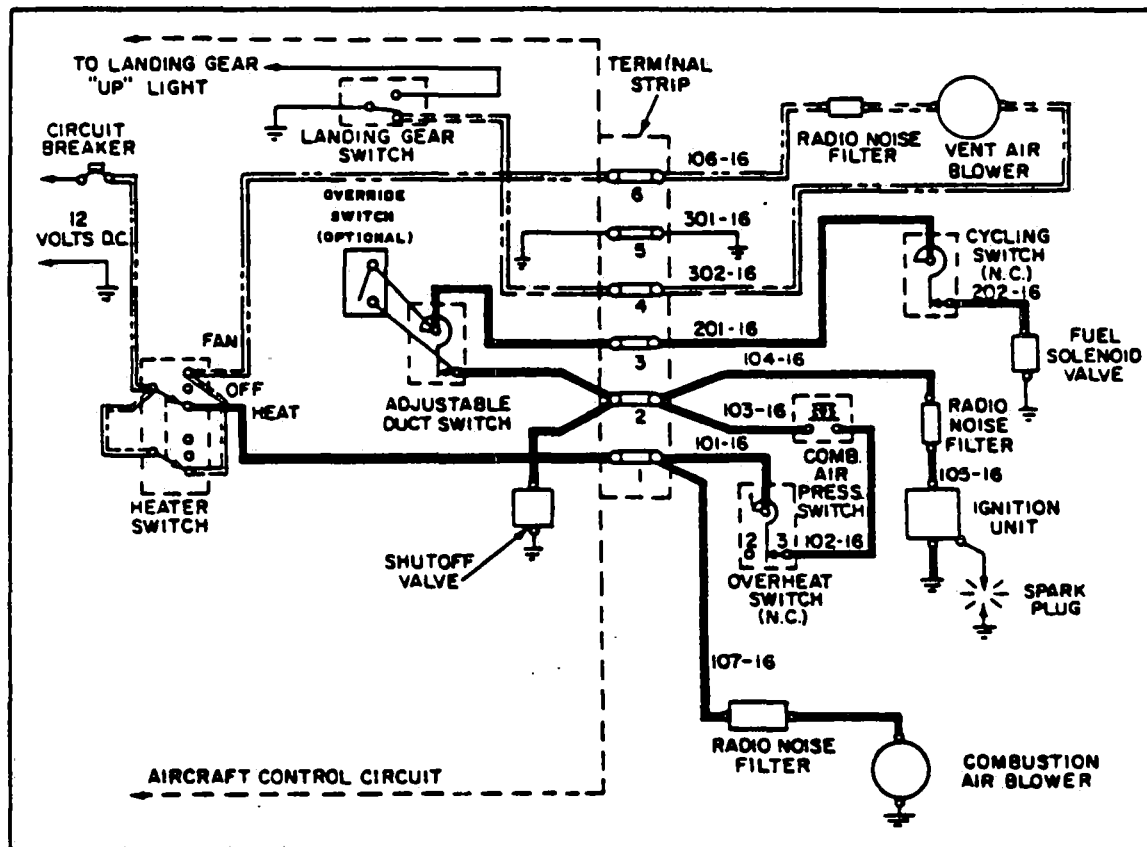 TO LANDING GEAR
"UP" LIGHT
TERMINAL
STRIP
CIRCUIT
BREAKER
LANDING GEAR
SWITCH
RADIO NOISE
FILTER
VENT AIR
BLOWER
106-16
6
OVERRIDE
SWITCH
(OPTIONAL)
12
VOLTS D.C.
301-16
5
302-16
4
CYCLING
SWITCH
(N.C.)
202-16
201-16
3
FAN
OFF
HEAT
104-16
FUEL
SOLENOID
VALVE
ADJUSTABLE
DUCT SWITCH
2
103-16
101-16
1
COMB.
AIR
PRESS.
SWITCH
RADIO
NOISE
FILTER
105-16
HEATER
SWITCH
IGNITION
UNIT
12
3
102-16
SHUTOFF
VALVE
OVERHEAT
SWITCH
(N.C.)
SPARK
PLUG
107-16
RADIO NOISE
FILTER
COMBUSTION
AIR BLOWER
AIRCRAFT CONTROL CIRCUIT